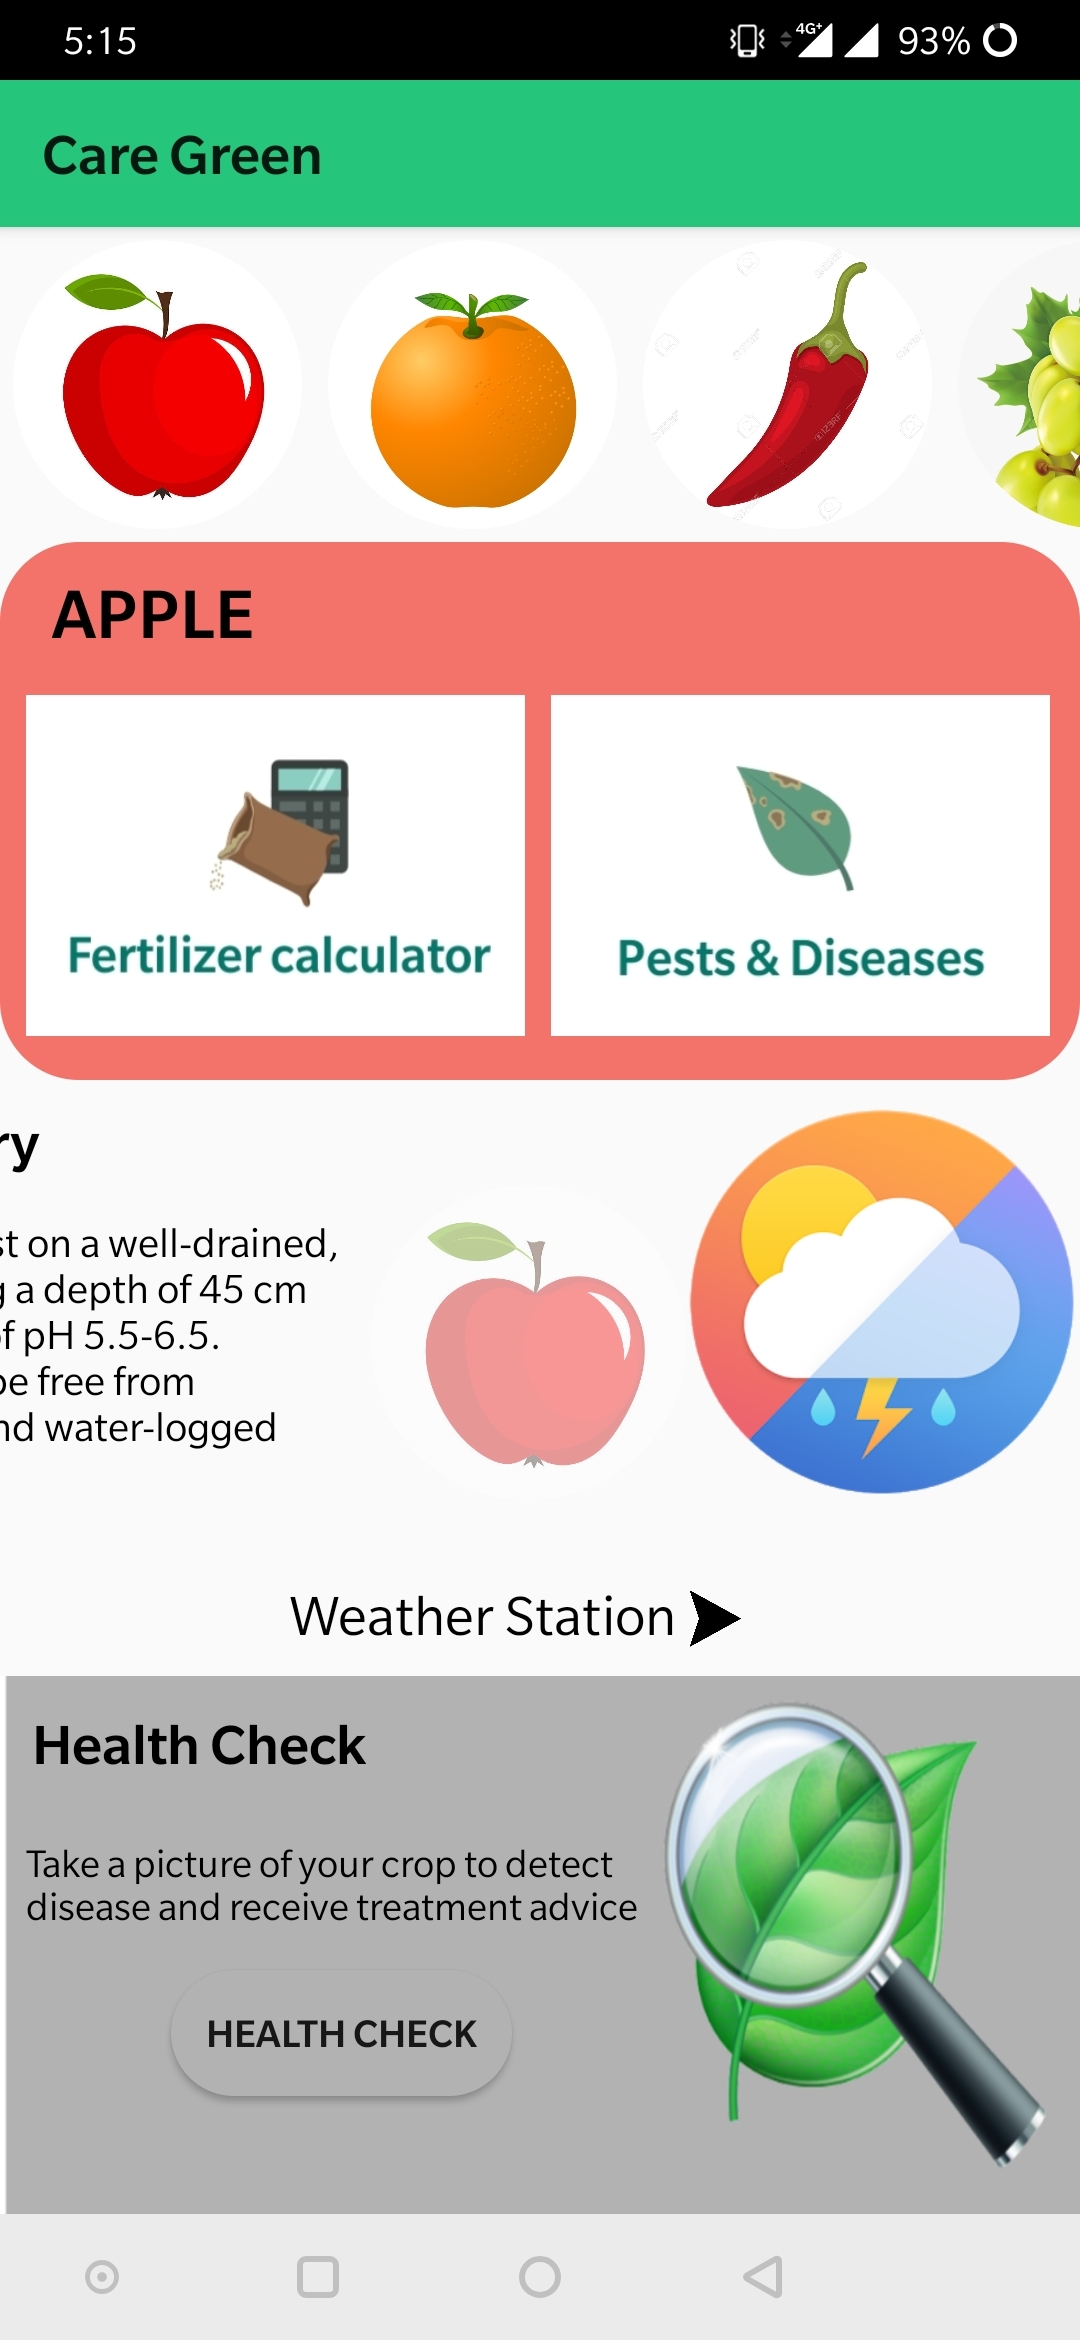 5:15
4G+
93%
Care Green
APPLE
Fertilizer calculator
Pests & Diseases
ry
st on a well-drained,
g a depth of 45 cm
of pH 5.5-6.5.
be free from
nd water-logged
Weather Station
Health Check
Take a picture of your crop to detect
disease and receive treatment advice
HEALTH CHECK